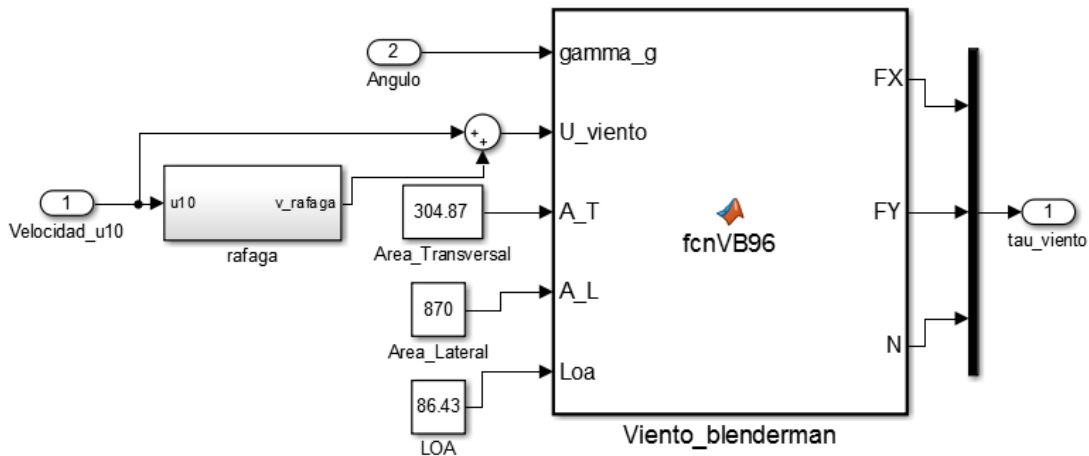 2
Angulo
gamma_g
FX
+
+
U_viento
1
Velocidad_u10
u10
v_rafaga
rafaga
304.87
Area_Transversal
A_T
fcnVB96
FY
1
tau_viento
870
Area_Lateral
A_L
N
86.43
LOA
Loa
Viento_blenderman